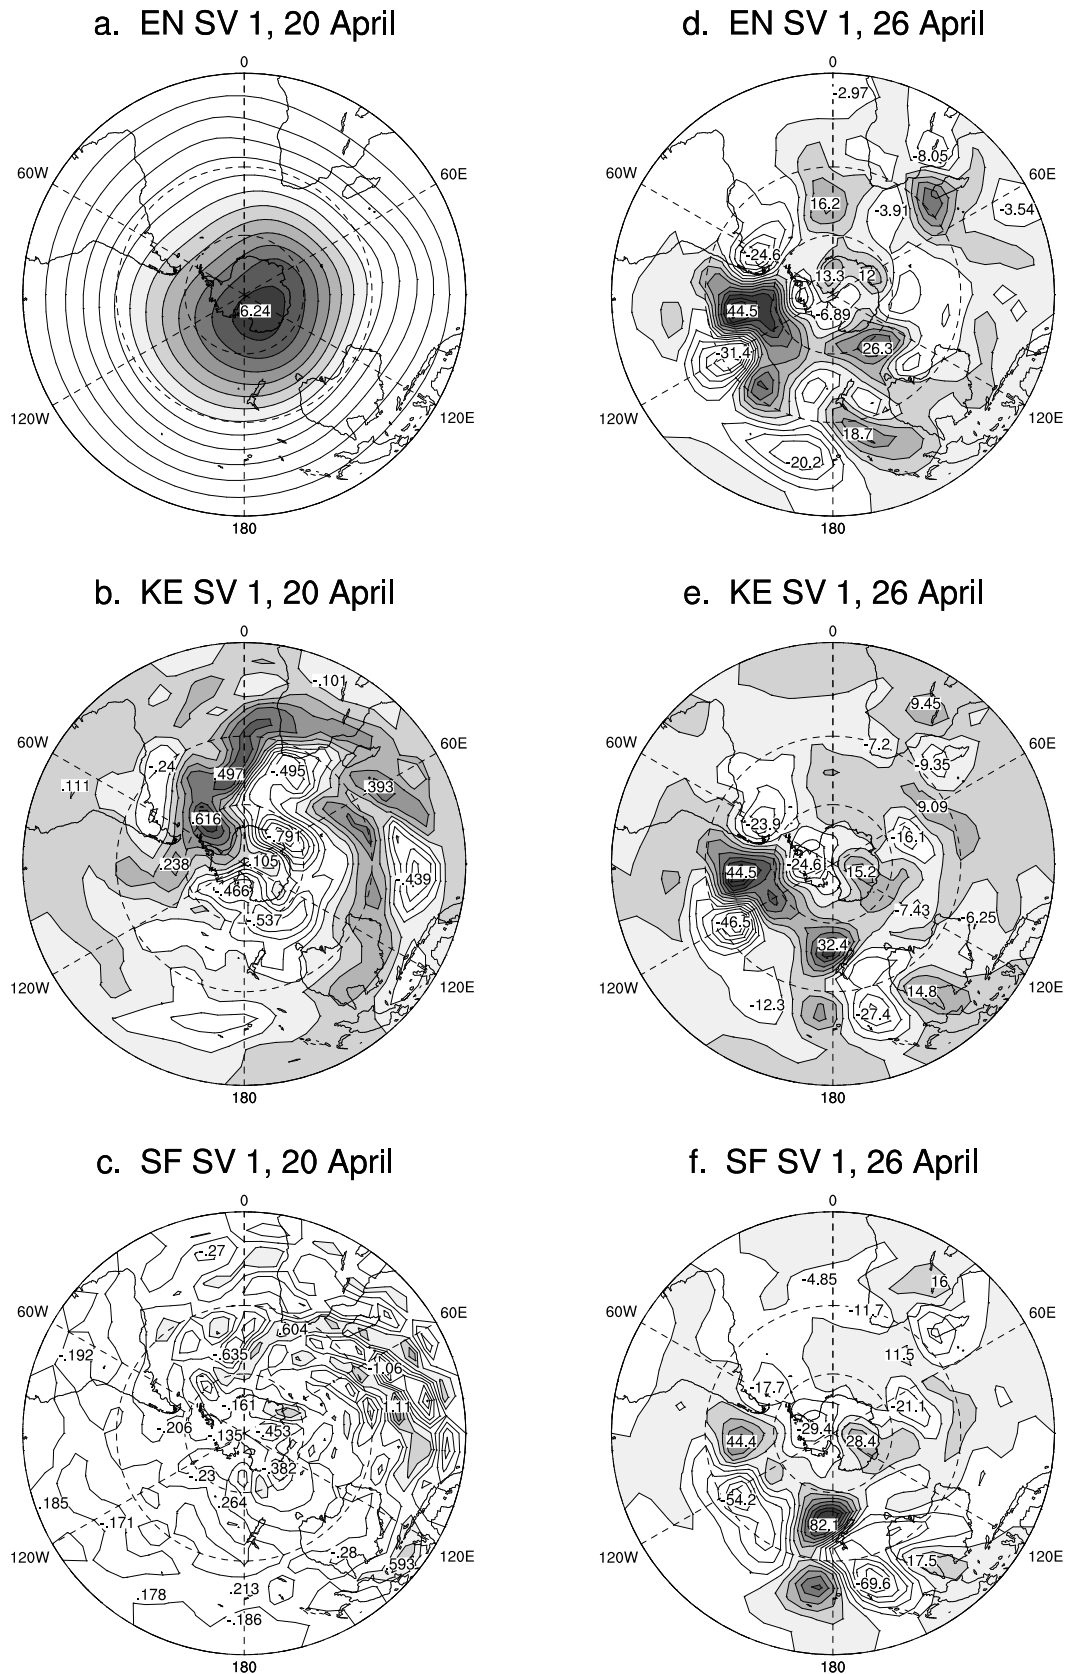 a. EN SV 1, 20 April
0
60W
60E
6.24
120W
120E
180
d. EN SV 1, 26 April
0
-2.97
-8.05
60W
60E
16.2
-3.91
-3.54
-24.6
13.3
12
44.5
-6.89
-31.4
26.3
120W
120E
18.7
-20.2
180
b. KE SV 1, 20 April
0
-.101
60W
60E
-.24
.497
-.495
.111
.393
.616
-.791
.238
.105
-.466
-.439
-.537
120W
120E
180
e. KE SV 1, 26 April
0
9.45
60W
-7.2
60E
-9.35
9.09
-23.9
-16.1
-24.6
44.5
15.2
-7.43
-6.25
-46.5
32.4
120W
120E
14.8
-12.3
-27.4
180
c. SF SV 1, 20 April
0
-.27
60W
60E
.604
-.192
-.635
-1.06
-.161
1.11
-.206
.135
-.453
-.23
-.382
.185
.264
-.171
-.28
120W
.593
120E
.178
.213
-.186
180
f. SF SV 1, 26 April
0
-4.85
16
60W
-11.7
60E
11.5
-17.7
-21.1
-29.4
44.4
28.4
-54.2
82.1
120W
17.5
120E
-69.6
180